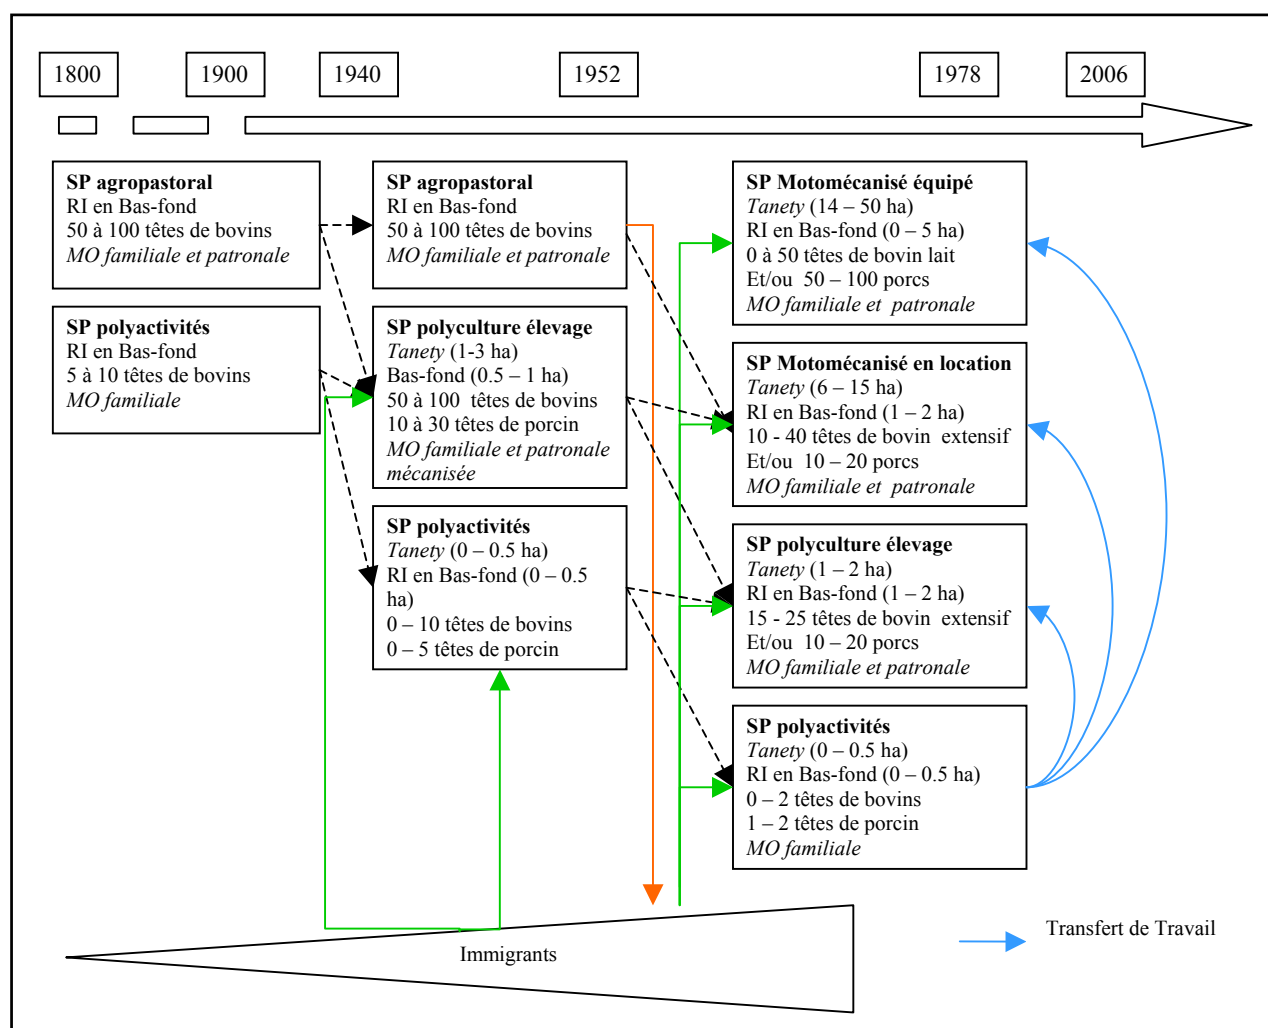 1800
1900
1940
1952
1978
2006
SP agropastoral
RI en Bas-fond
50 à 100 têtes de bovins
MO familiale et patronale
SP polyactivités
RI en Bas-fond
5 à 10 têtes de bovins
MO familiale
SP agropastoral
RI en Bas-fond
50 à 100 têtes de bovins
MO familiale et patronale
SP polyculture élevage
Tanety (1-3 ha)
Bas-fond (0.5 – 1 ha)
50 à 100 têtes de bovins
10 à 30 têtes de porcin
MO familiale et patronale
mécanisée
SP polyactivités
Tanety (0 – 0.5 ha)
RI en Bas-fond (0 – 0.5
ha)
0 – 10 têtes de bovins
0 – 5 têtes de porcin
SP Motomécanisé équipé
Tanety (14 – 50 ha)
RI en Bas-fond (0 – 5 ha)
0 à 50 têtes de bovin lait
Et/ou 50 – 100 porcs
MO familiale et patronale
SP Motomécanisé en location
Tanety (6 – 15 ha)
RI en Bas-fond (1 – 2 ha)
10 - 40 têtes de bovin extensif
Et/ou 10 – 20 porcs
MO familiale et patronale
SP polyculture élevage
Tanety (1 – 2 ha)
RI en Bas-fond (1 – 2 ha)
15 - 25 têtes de bovin extensif
Et/ou 10 – 20 porcs
MO familiale et patronale
SP polyactivités
Tanety (0 – 0.5 ha)
RI en Bas-fond (0 – 0.5 ha)
0 – 2 têtes de bovins
1 – 2 têtes de porcin
MO familiale
Immigrants
Transfert de Travail